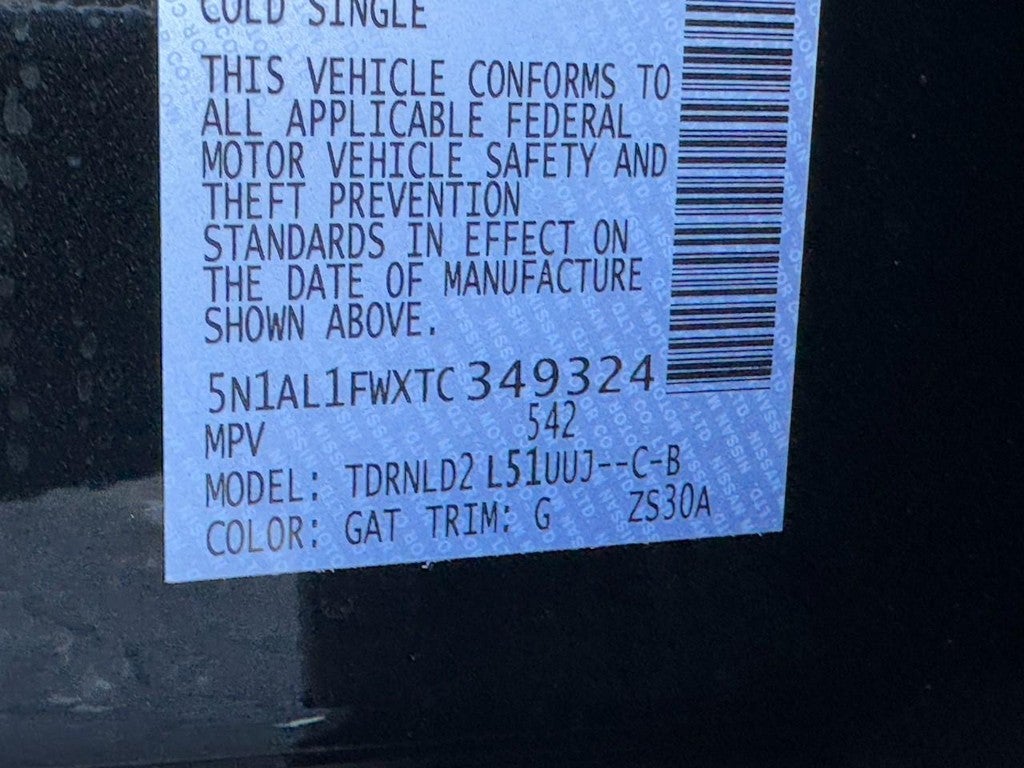 COLD SINGLE
THIS VEHICLE CONFORMS TO
ALL APPLICABLE FEDERAL
MOTOR VEHICLE SAFETY AND
THEFT PREVENTION
STANDARDS IN EFFECT ON
THE DATE OF MANUFACTURE
SHOWN ABOVE.
5N1AL1FWXTC349324
MPV 542
MODEL: TDRNLD2 L51UUJ--C-B
COLOR: GAT TRIM: G ZS30A